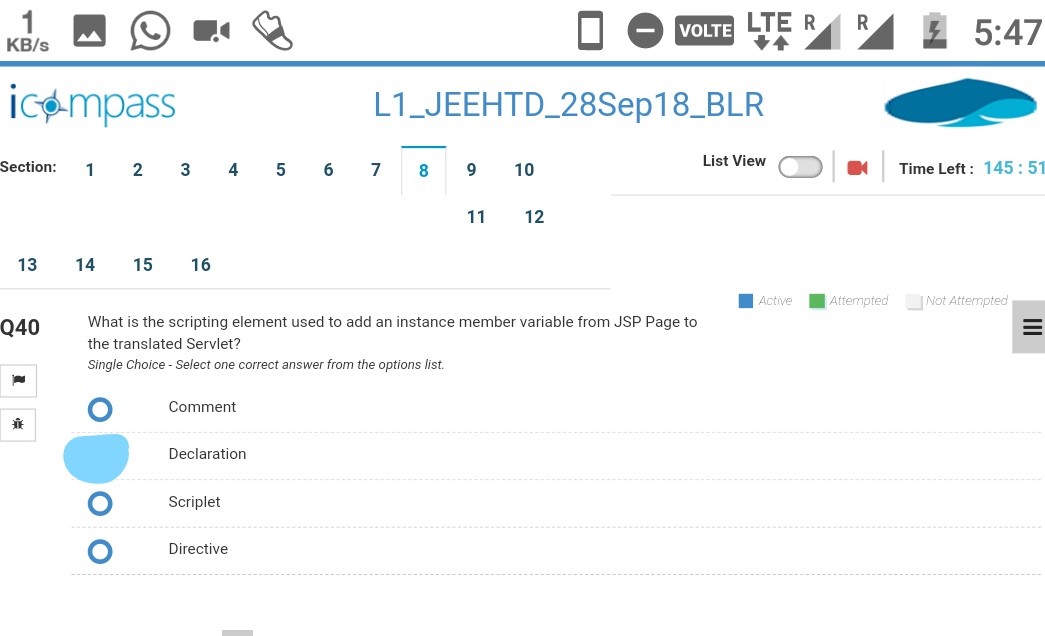 1
KB/s
VOLTE
LTE
R
R
5:47
icompass
L1_JEEHTD_28Sep18_BLR
Section: 1 2 3 4 5 6 7 8 9 10
List View
Time Left : 145 : 51
11 12
13 14 15 16
Active Attempted Not Attempted
Q40
What is the scripting element used to add an instance member variable from JSP Page to
the translated Servlet?
Single Choice - Select one correct answer from the options list.
Comment
Declaration
Scriplet
Directive